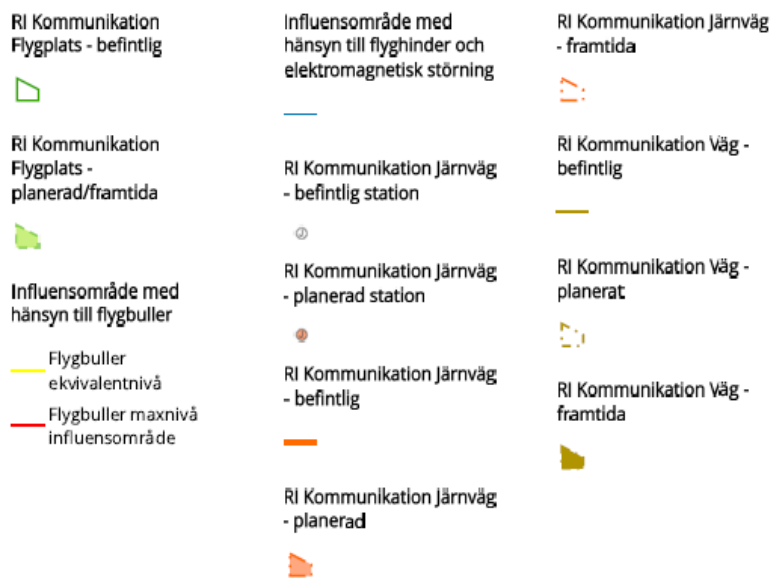 RI Kommunikation
Flygplats - befintlig
RI Kommunikation
Flygplats -
planerad/framtida
Influensområde med
hänsyn till flygbuller
Flygbuller
ekvivalentnivå
Flygbuller maxnivå
influensområde
Influensområde med
hänsyn till flyghinder och
elektromagnetisk störning
RI Kommunikation Järnväg
- befintlig station
RI Kommunikation Järnväg
- planerad station
RI Kommunikation Järnväg
- befintlig
RI Kommunikation Järnväg
- planerad
RI Kommunikation Järnväg
- framtida
RI Kommunikation Väg -
befintlig
RI Kommunikation Väg -
planerat
RI Kommunikation Väg -
framtida